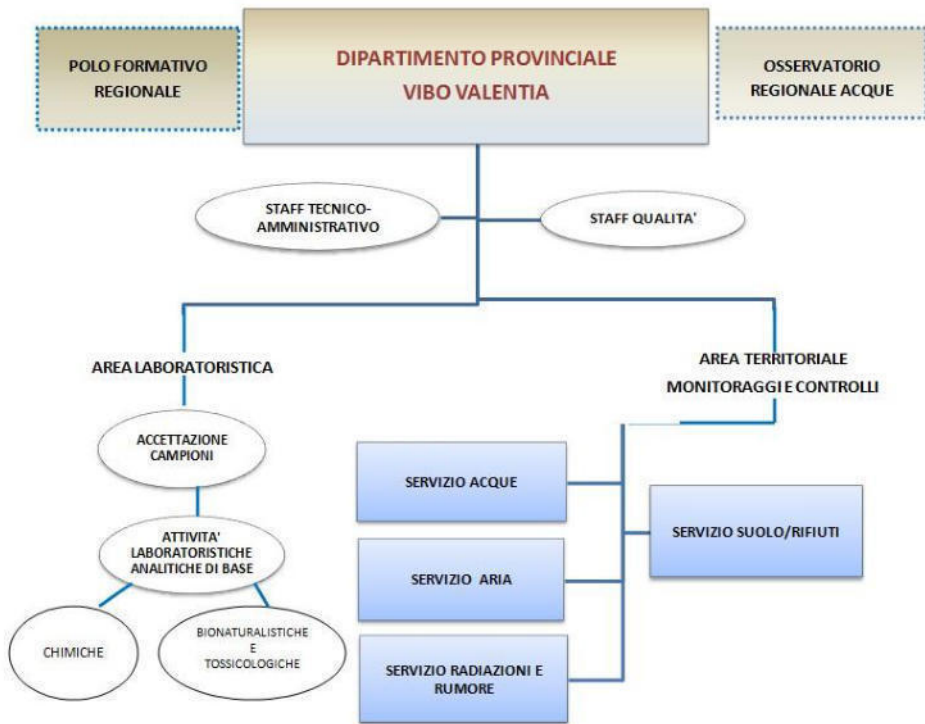 POLO FORMATIVO
REGIONALE
DIPARTIMENTO PROVINCIALE
VIBO VALENTIA
OSSERVATORIO
REGIONALE ACQUE
STAFF TECNICO-
AMMINISTRATIVO
STAFF QUALITA'
AREA LABORATORISTICA
AREA TERRITORIALE
MONITORAGGI E CONTROLLI
ACCETTAZIONE
CAMPIONI
ATTIVITA'
LABORATORISTICHE
ANALITICHE DI BASE
CHIMICHE
BIONATURALISTICHE
E
TOSSICOLOGICHE
SERVIZIO ACQUE
SERVIZIO SUOLO/RIFIUTI
SERVIZIO ARIA
SERVIZIO RADIAZIONI E
RUMORE